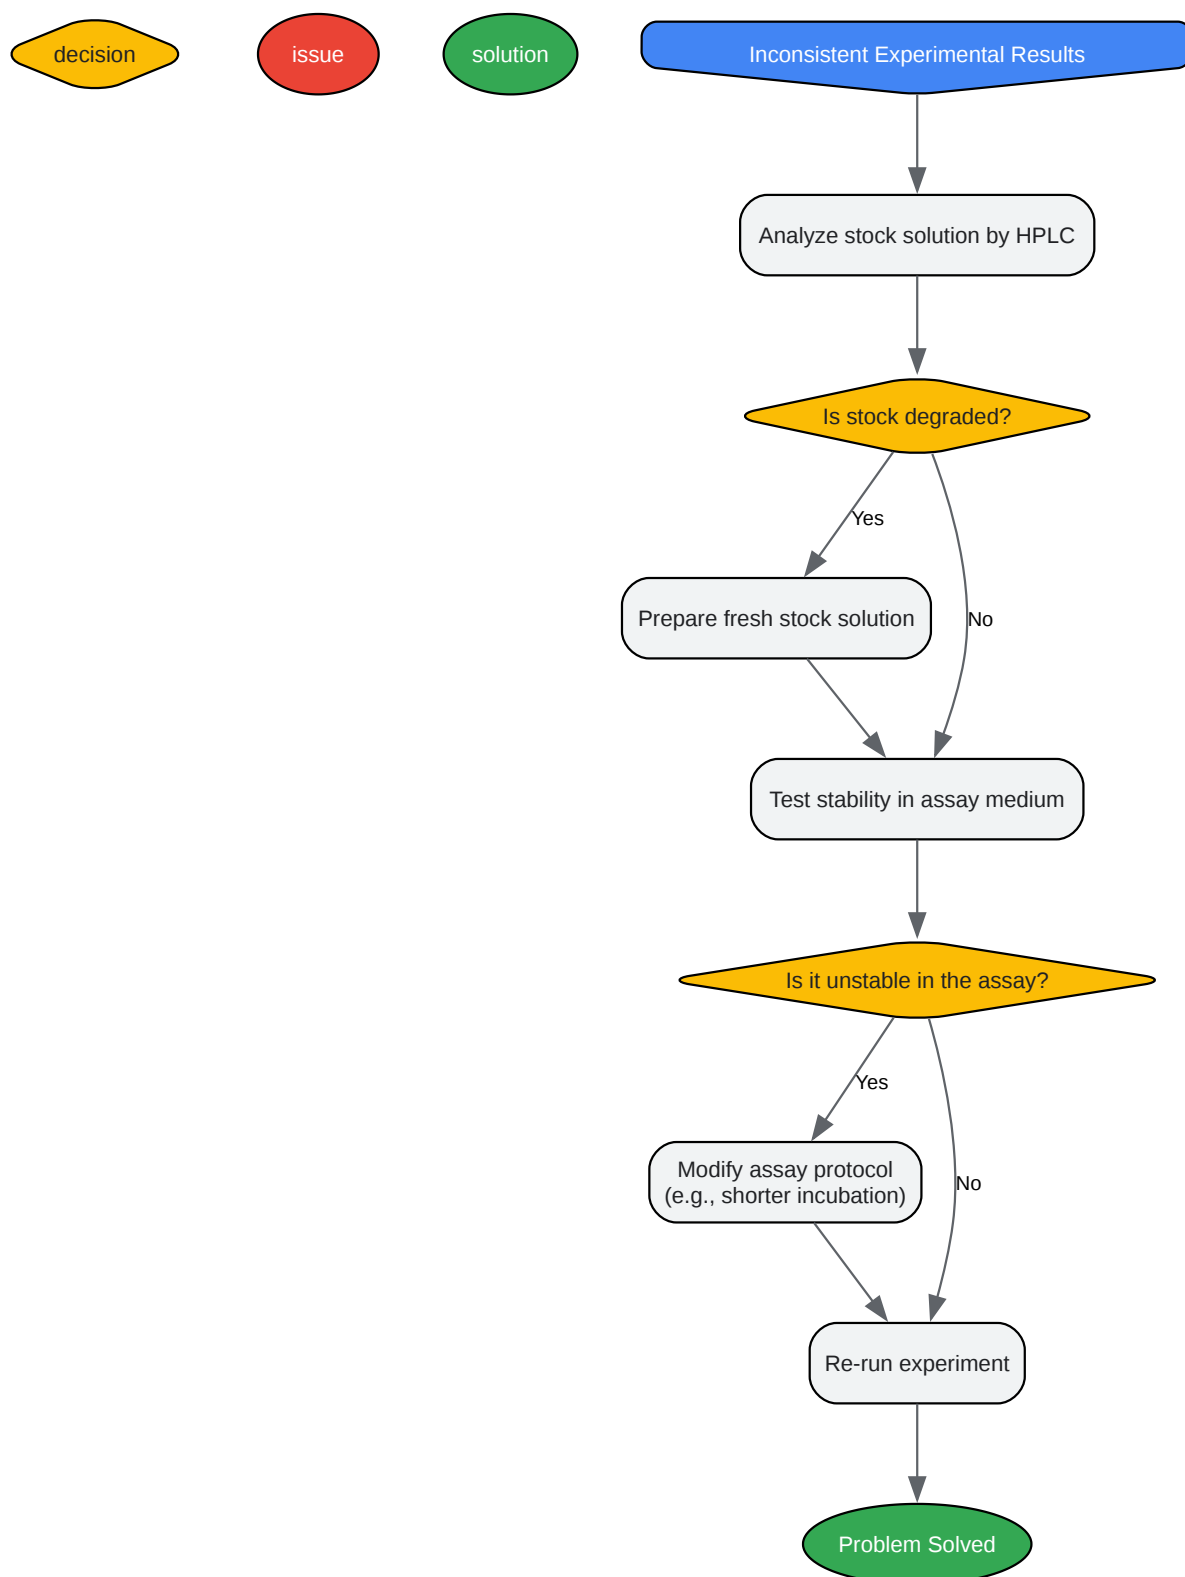 decision
issue
solution
Inconsistent Experimental Results
Analyze stock solution by HPLC
Is stock degraded?
Yes
Prepare fresh stock solution
No
Test stability in assay medium
Is it unstable in the assay?
Yes
Modify assay protocol
(e.g., shorter incubation)
No
Re-run experiment
Problem Solved